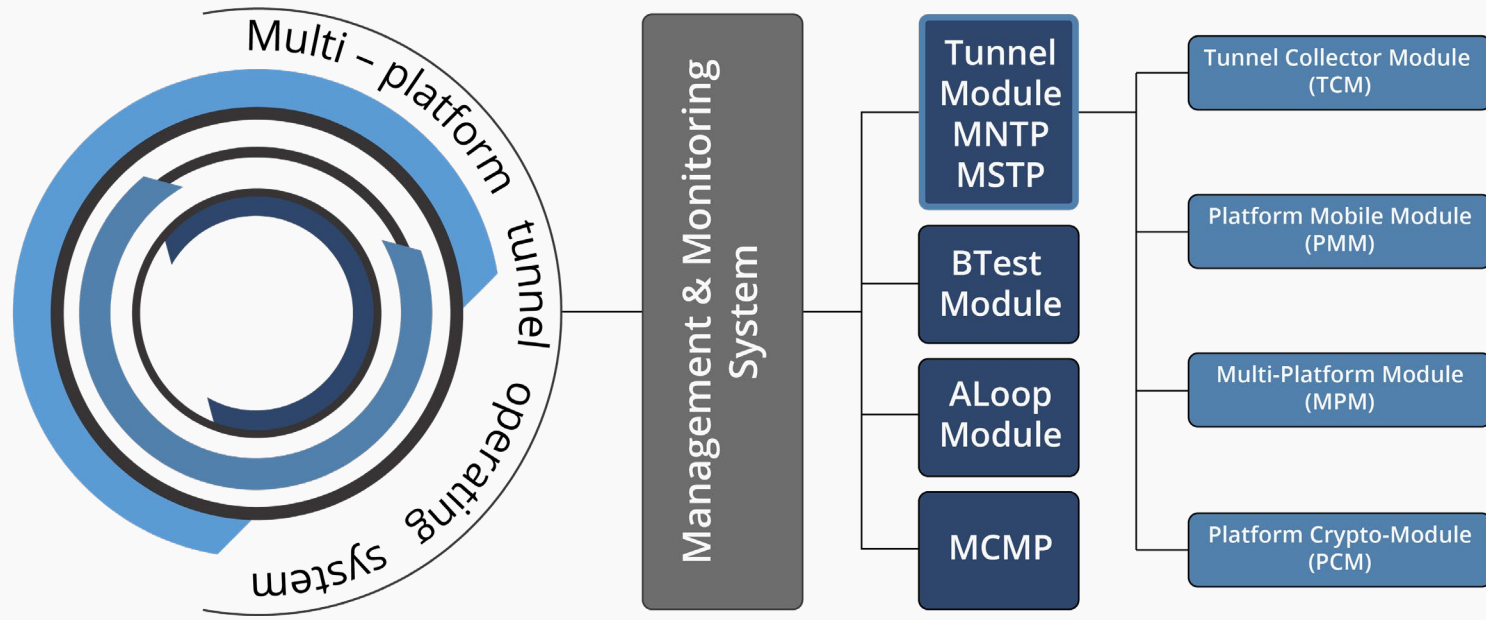 Multi – platform tunnel operating system
Management & Monitoring
System
Tunnel
Module
MNTP
MSTP
BTest
Module
ALoop
Module
MCMP
Tunnel Collector Module
(TCM)
Platform Mobile Module
(PMM)
Multi-Platform Module
(MPM)
Platform Crypto-Module
(PCM)